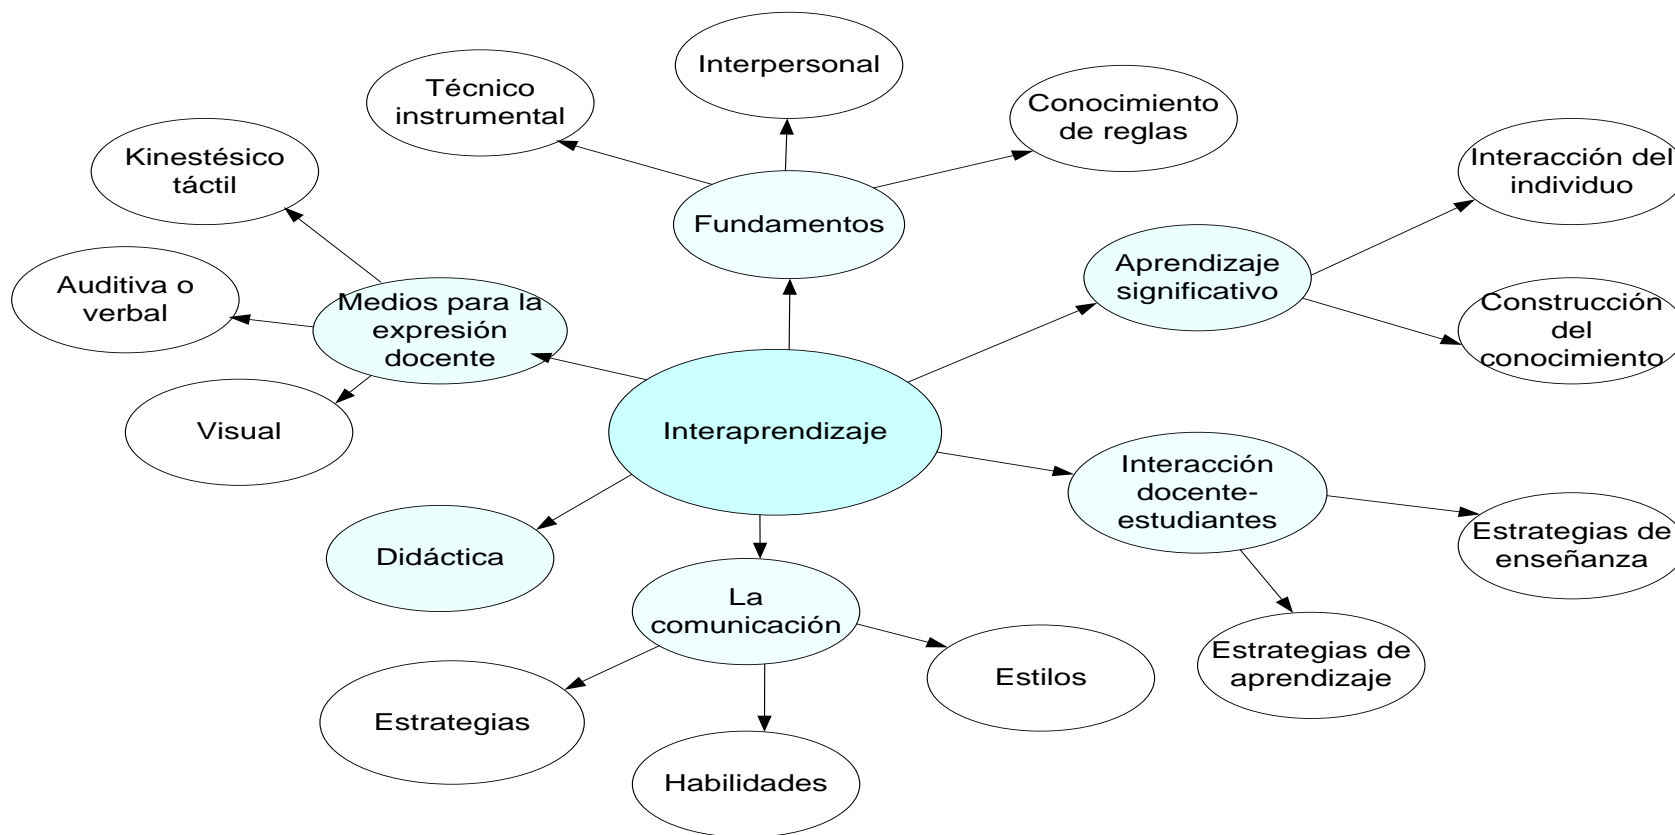 Interpersonal
Técnico
instrumental
Conocimiento
de reglas
Kinestésico
táctil
Interacción del
individuo
Fundamentos
Auditiva o
verbal
Medios para la
expresión
docente
Aprendizaje
significativo
Construcción
del
conocimiento
Visual
Interaprendizaje
Interacción
docente-
estudiantes
Didáctica
Estrategias de
enseñanza
La
comunicación
Estrategias de
aprendizaje
Estilos
Estrategias
Habilidades